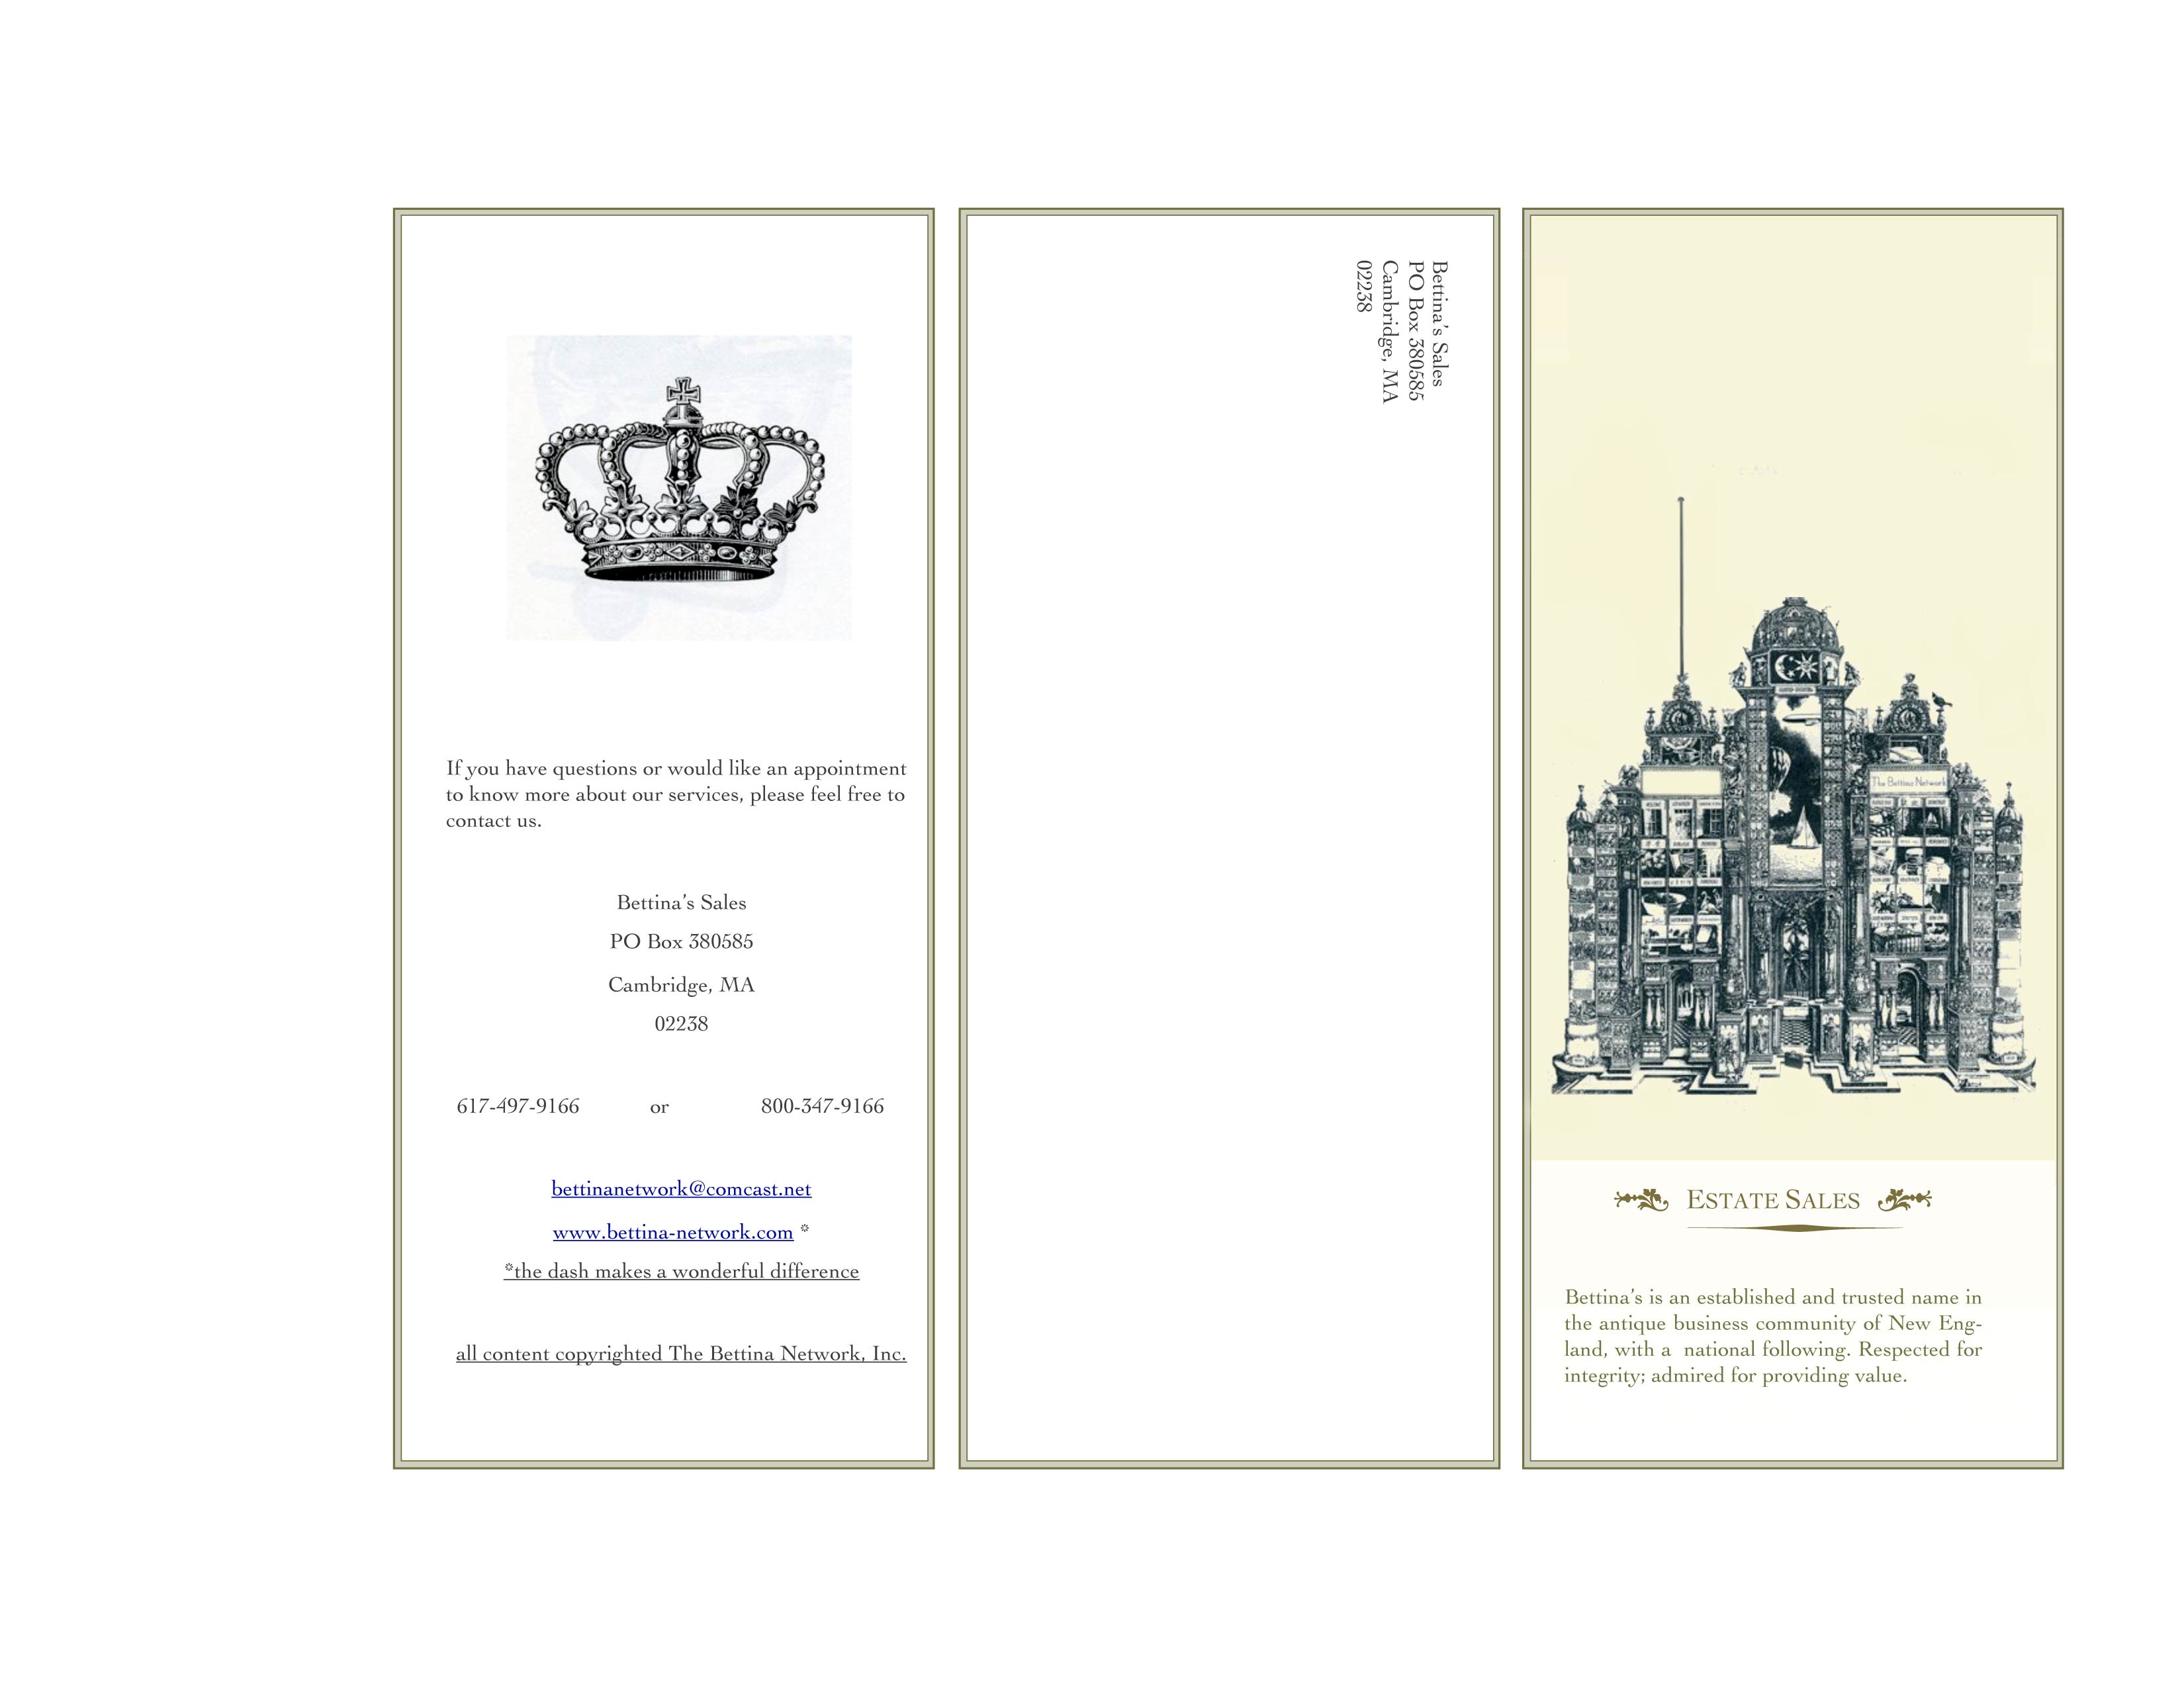 If you have questions or would like an appointment
to know more about our services, please feel free to
contact us.
Bettina's Sales
PO Box 380585
Cambridge, MA
02238
617-497-9166 or 800-347-9166
bettinanetwork@comcast.net
www.bettina-network.com *
*the dash makes a wonderful difference
all content copyrighted The Bettina Network, Inc.
Bettina's Sales
PO Box 380585
Cambridge, MA
02238
The Bettina Network
ESTATE SALES
Bettina's is an established and trusted name in
the antique business community of New Eng-
land, with a  national following. Respected for
integrity; admired for providing value.